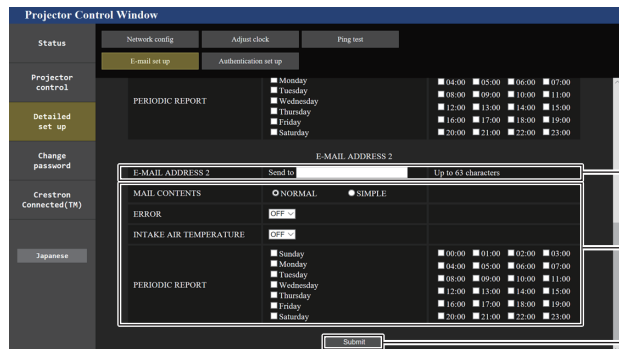 Projector Control Window
Status
Network config Adjust clock Ping test
E-mail set up Authentication set up
Projector
control
Detailed
set up
Change
password
Crestron
Connected(TM)
Japanese
PERIODIC REPORT
Monday
Tuesday
Wednesday
Thursday
Friday
Saturday
04:00 05:00 06:00 07:00
08:00 09:00 10:00 11:00
12:00 13:00 14:00 15:00
16:00 17:00 18:00 19:00
20:00 21:00 22:00 23:00
E-MAIL ADDRESS 2
E-MAIL ADDRESS 2 Send to Up to 63 characters
MAIL CONTENTS NORMAL SIMPLE
ERROR OFF
INTAKE AIR TEMPERATURE OFF
PERIODIC REPORT
Sunday
Monday
Tuesday
Wednesday
Thursday
Friday
Saturday
00:00 01:00 02:00 03:00
04:00 05:00 06:00 07:00
08:00 09:00 10:00 11:00
12:00 13:00 14:00 15:00
16:00 17:00 18:00 19:00
20:00 21:00 22:00 23:00
Submit